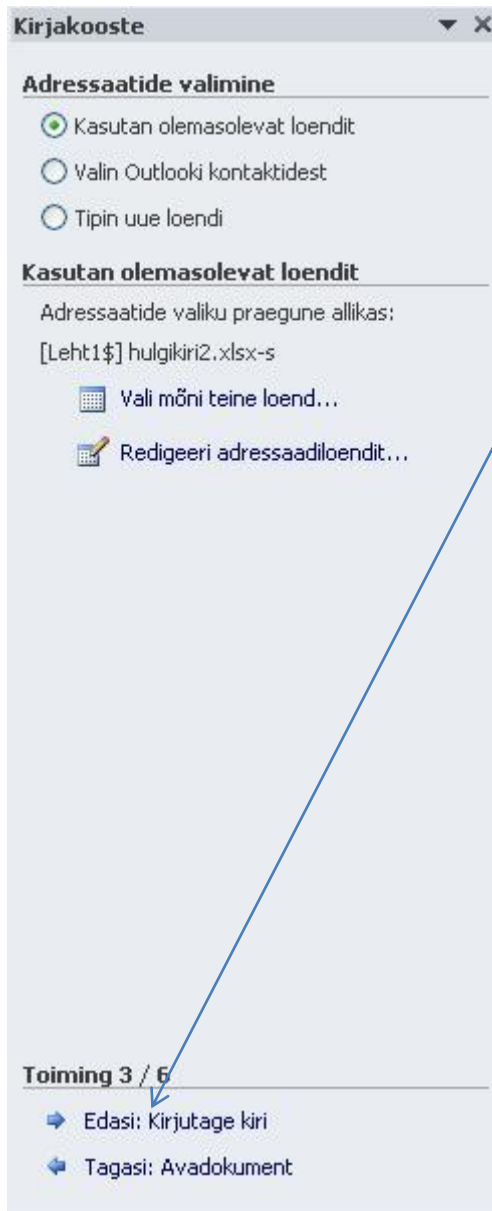 Kirjakooste
Adressaatide valimine
Kasutan olemasolevat loendit
Valin Outlooki kontaktidest
Tipin uue loendi
Kasutan olemasolevat loendit
Adressaatide valiku praegune allikas:
[Leht1$] hulgikiri2.xlsx-s
Vali mõni teine loend...
Redigeeri adressaadiloendit...
Toiming 3 / 6
Edasi: Kirjutage kiri
Tagasi: Avadokument